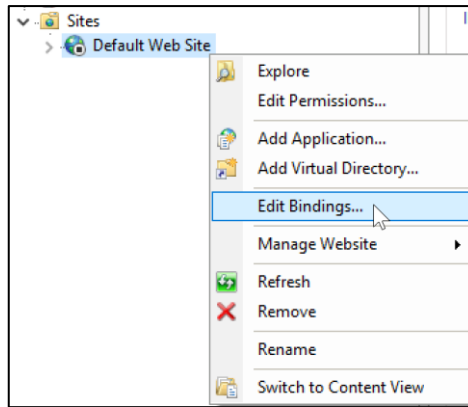 Sites
Default Web Site
Explore
Edit Permissions...
Add Application...
Add Virtual Directory...
Edit Bindings...
Manage Website
Refresh
Remove
Rename
Switch to Content View